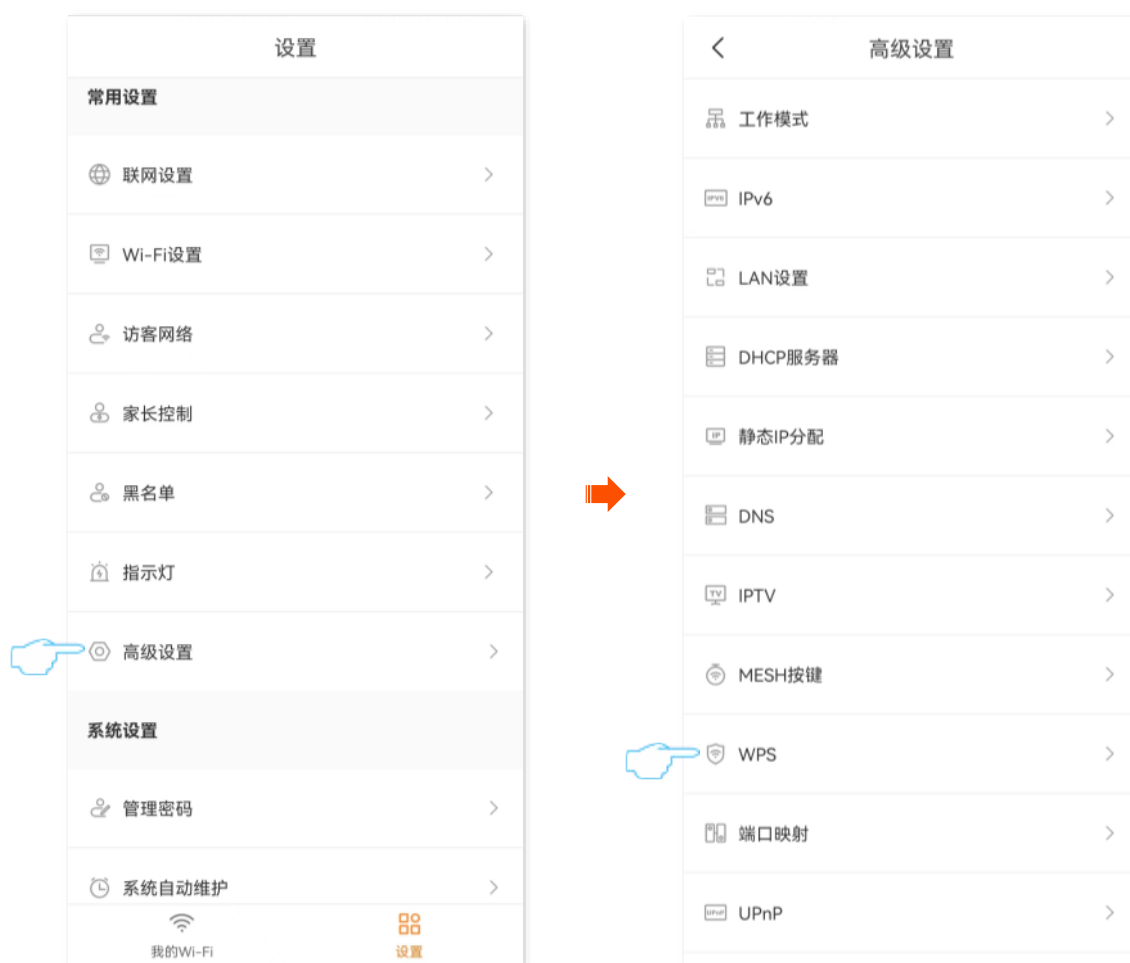 设置
常用设置
联网设置
Wi-Fi设置
访客网络
家长控制
黑名单
指示灯
高级设置
系统设置
管理密码
系统自动维护
我的Wi-Fi
设置
高级设置
工作模式
IPV6
IPv6
LAN设置
DHCP服务器
IP
静态IP分配
DNS
TV
IPTV
MESH按键
WPS
端口映射
UPnP
UPnP